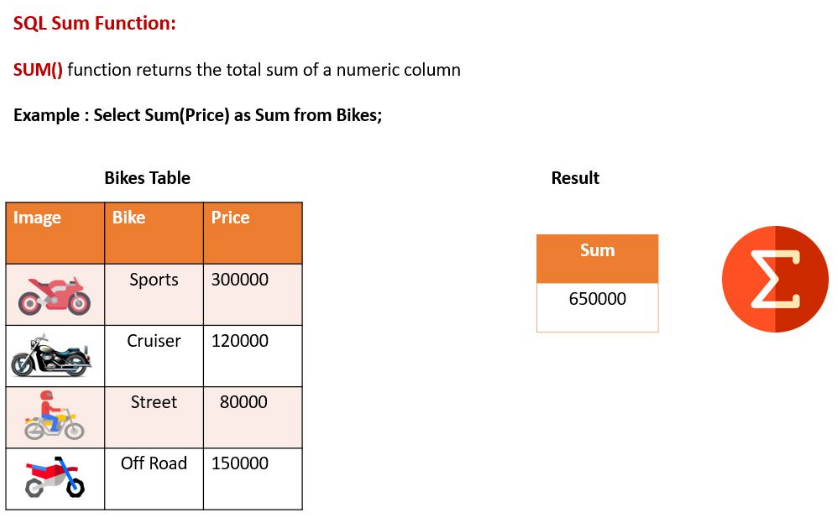 SQL Sum Function:
SUM() function returns the total sum of a numeric column
Example : Select Sum(Price) as Sum from Bikes;
Bikes Table
Image Bike Price
Sports 300000
Cruiser 120000
Street 80000
Off Road 150000
Result
Sum
650000
Σ